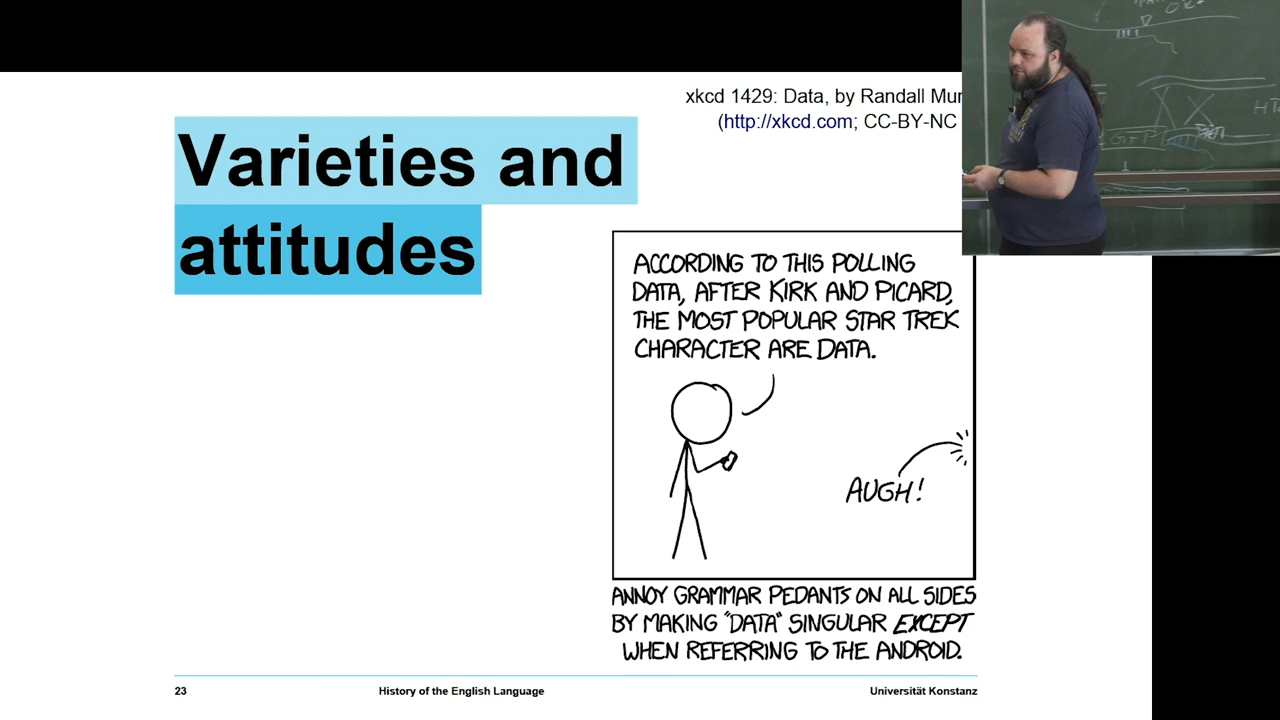 xkcd 1429: Data, by Randall
(http://xkcd.com; CC-BY-NC
Varieties and
attitudes
ACCORDING TO THIS POLLING
DATA, AFTER KIRK AND PICARD,
THE MOST POPULAR STAR TREK
CHARACTER ARE DATA.
AUGH!
ANNOY GRAMMAR PEDANTS ON ALL SIDES
BY MAKING "DATA" SINGULAR EXCEPT
WHEN REFERRING TO THE ANDROID.
23 History of the English Language Universität Konstanz